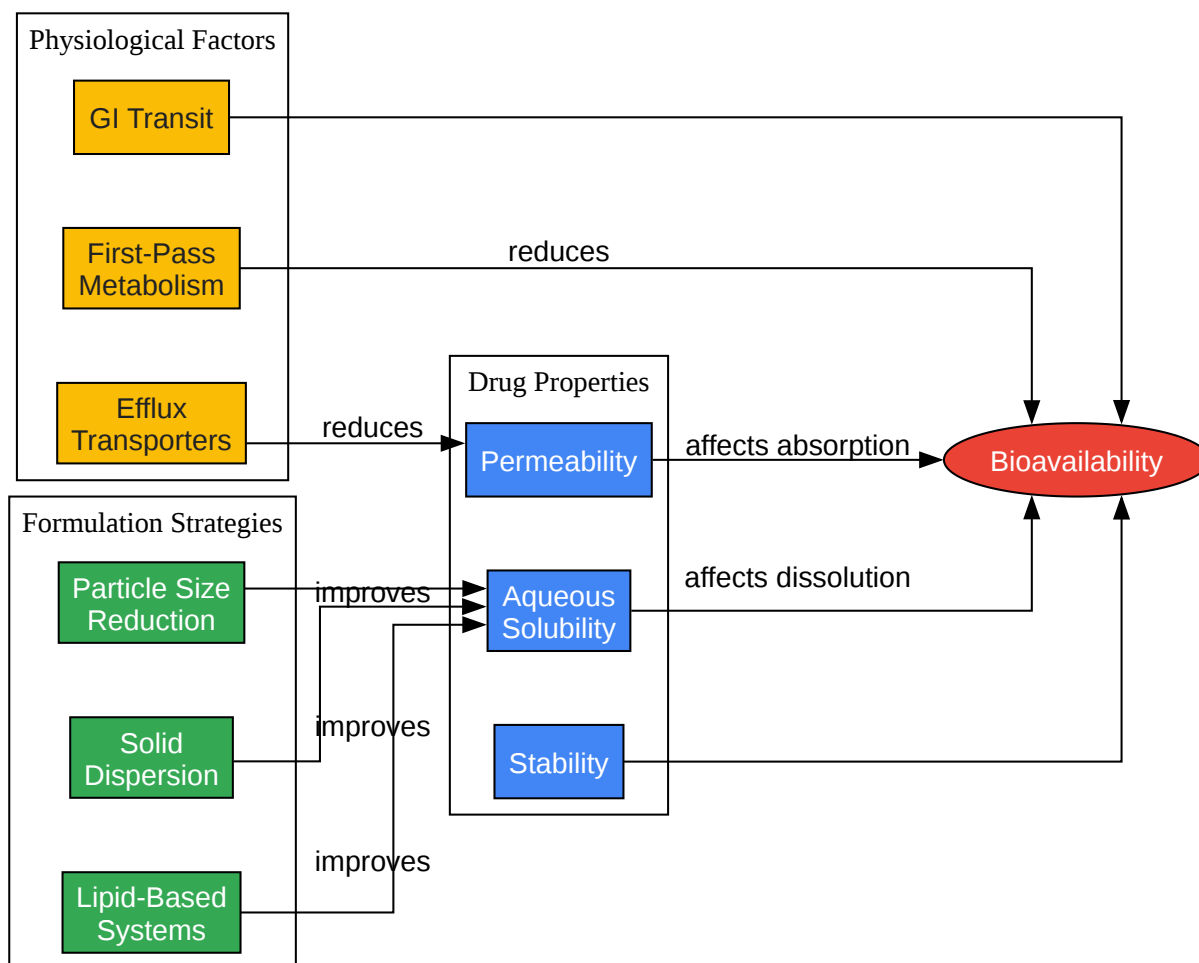 Physiological Factors
GI Transit
First-Pass
Metabolism
reduces
Efflux
Transporters
reduces
Drug Properties
Permeability
affects absorption
Bioavailability
Formulation Strategies
Particle Size
Reduction
improves
Aqueous
Solubility
affects dissolution
Solid
Dispersion
improves
Stability
Lipid-Based
Systems
improves